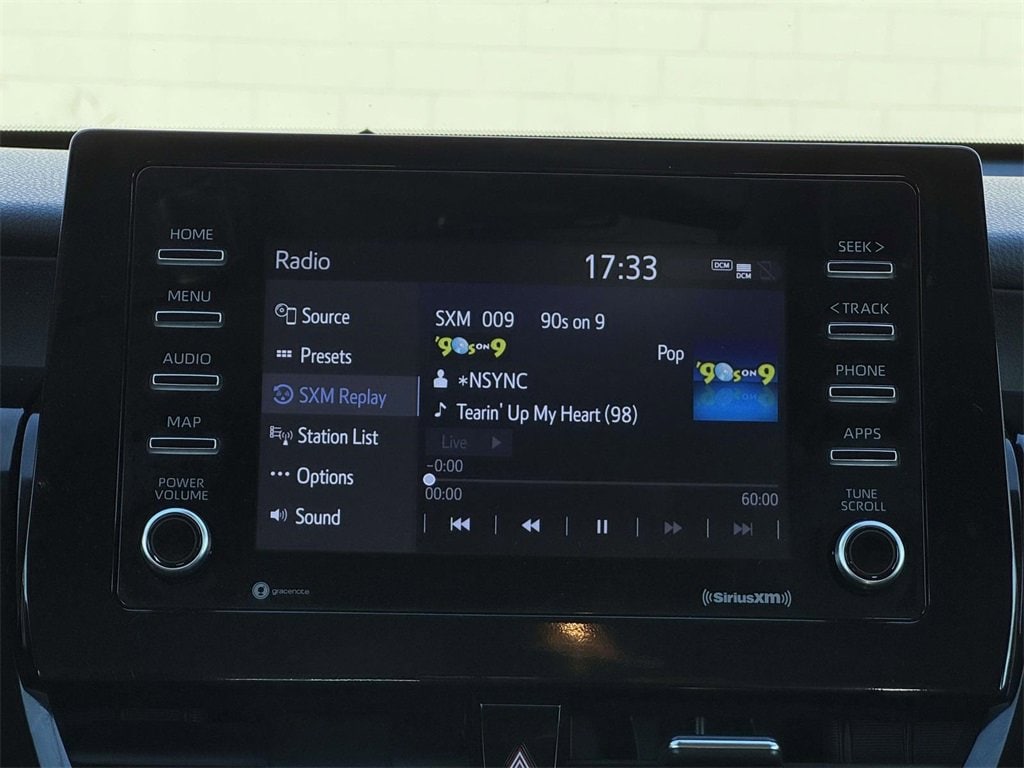 HOME
MENU
AUDIO
MAP
POWER
VOLUME
Radio
17:33
DCM
DCM
Source
Presets
SXM Replay
Station List
Options
Sound
SXM 009 90s on 9
'90s ON 9
Pop
'90s ON 9
*NSYNC
Tearin' Up My Heart (98)
Live
-0:00
00:00
60:00
SEEK >
< TRACK
PHONE
APPS
TUNE
SCROLL
gracenote
((SiriusXM))